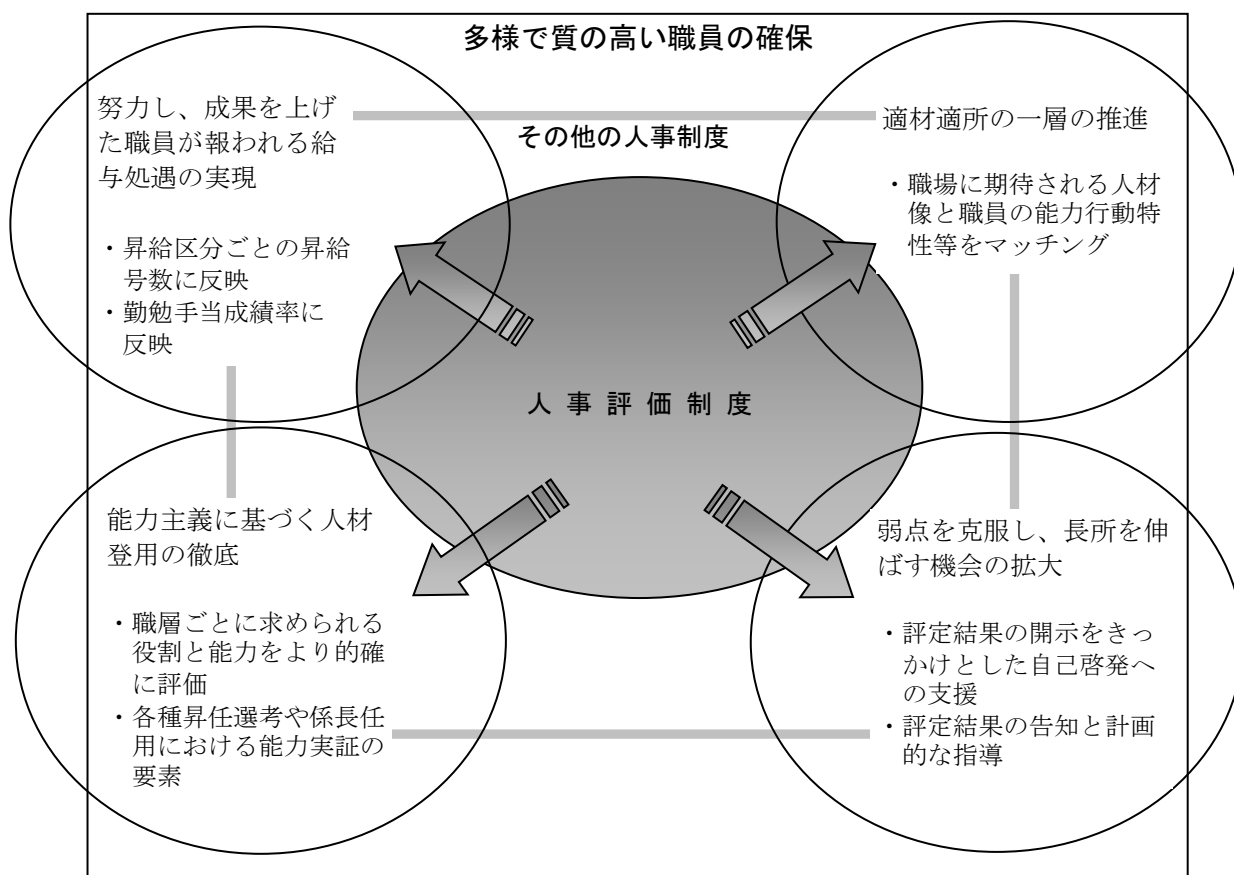 多様で質の高い職員の確保
努力し、成果を上げ
た職員が報われる給
与処遇の実現
・昇給区分ごとの昇給
号数に反映
・勤勉手当成績率に
反映
その他の人事制度
適材適所の一層の推進
・職場に期待される人材
像と職員の能力行動特
性等をマッチング
人事評価制度
能力主義に基づく人材
登用の徹底
・職層ごとに求められる
役割と能力をより的確
に評価
・各種昇任選考や係長任
用における能力実証の
要素
弱点を克服し、長所を伸
ばす機会の拡大
・評定結果の開示をきっ
かけとした自己啓発へ
の支援
・評定結果の告知と計画
的な指導